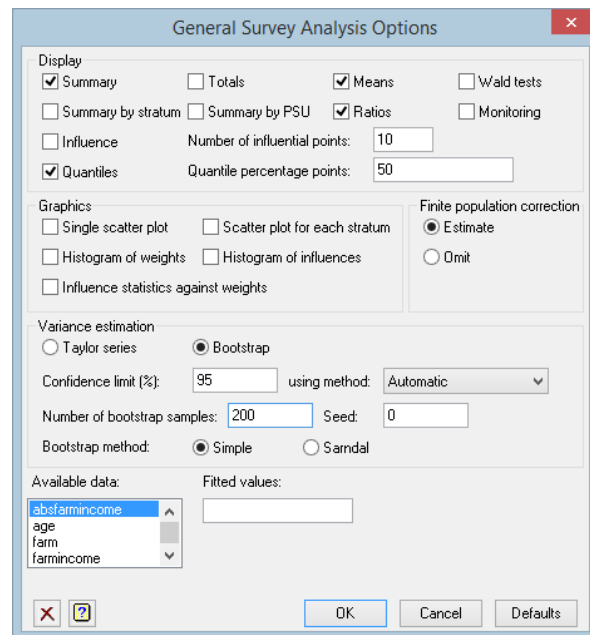 General Survey Analysis Options
Display
Summary Totals Means Wald tests
Summary by stratum Summary by PSU Ratios Monitoring
Influence Number of influential points: 10
Quantiles Quantile percentage points: 50
Graphics Finite population correction
Single scatter plot Scatter plot for each stratum Estimate
Histogram of weights Histogram of influences Omit
Influence statistics against weights
Variance estimation
Taylor series Bootstrap
Confidence limit (%): 95 using method: Automatic
Number of bootstrap samples: 200 Seed: 0
Bootstrap method: Simple Sarndal
Available data: Fitted values:
absfarmincome
age
farm
farmincome
OK Cancel Defaults